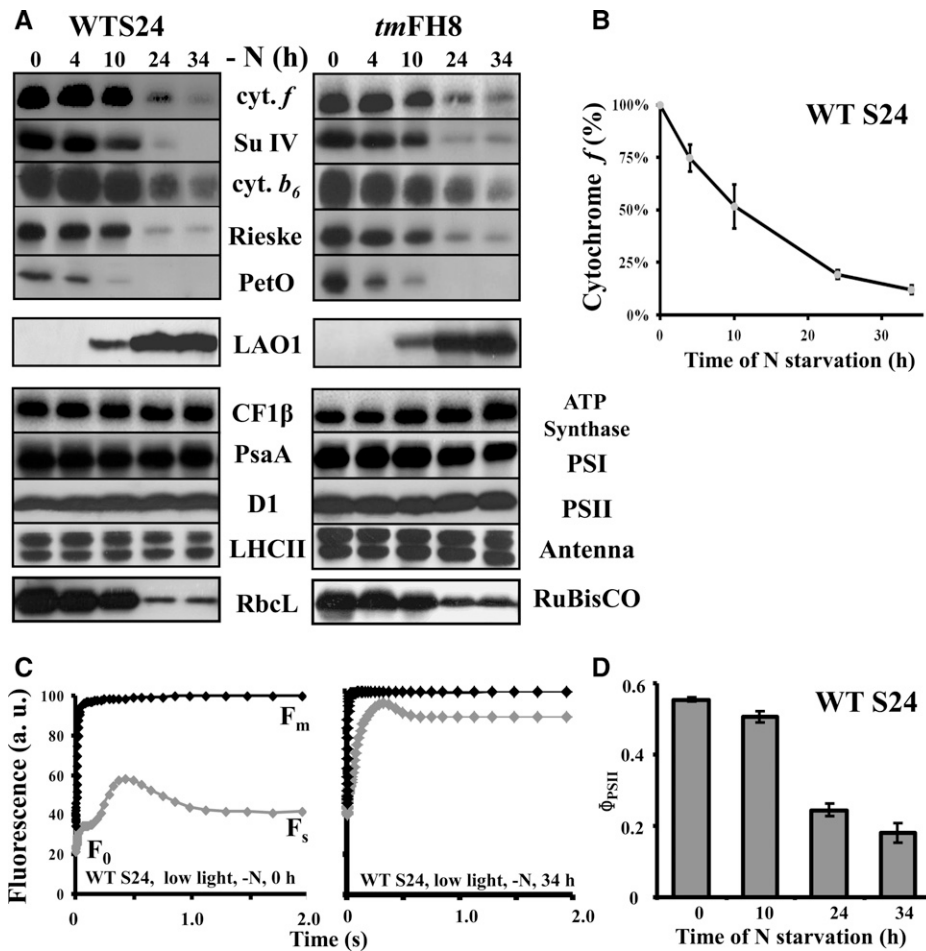 A
WTS24
tmFH8
0 4 10 24 34 - N (h) 0 4 10 24 34
cyt. f
Su IV
cyt. b6
Rieske
PetO
LAO1
CF1β
ATP
Synthase
PsaA
PSI
D1
PSII
LHCII
Antenna
RbcL
RuBisCO
B
WT S24
Cytochrome f (%)
100%
75%
50%
25%
0%
0 10 20 30
Time of N starvation (h)
C
Fluorescence (a. u.)
100
80
60
40
20
0
Fm
Fs
F0
WT S24, low light, -N, 0 h
WT S24, low light, -N, 34 h
0 1.0 2.0
0 1.0 2.0
Time (s)
D
WT S24
ΦPSII
0.6
0.4
0.2
0
0 10 24 34
Time of N starvation (h)